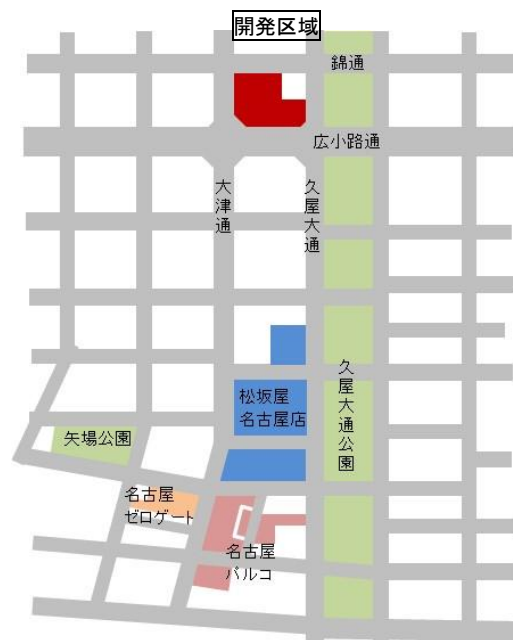 開発区域
錦通
広小路通
大津通
久屋大通
松坂屋
名古屋店
久屋大通公園
矢場公園
名古屋
ゼロゲート
名古屋
パルコ